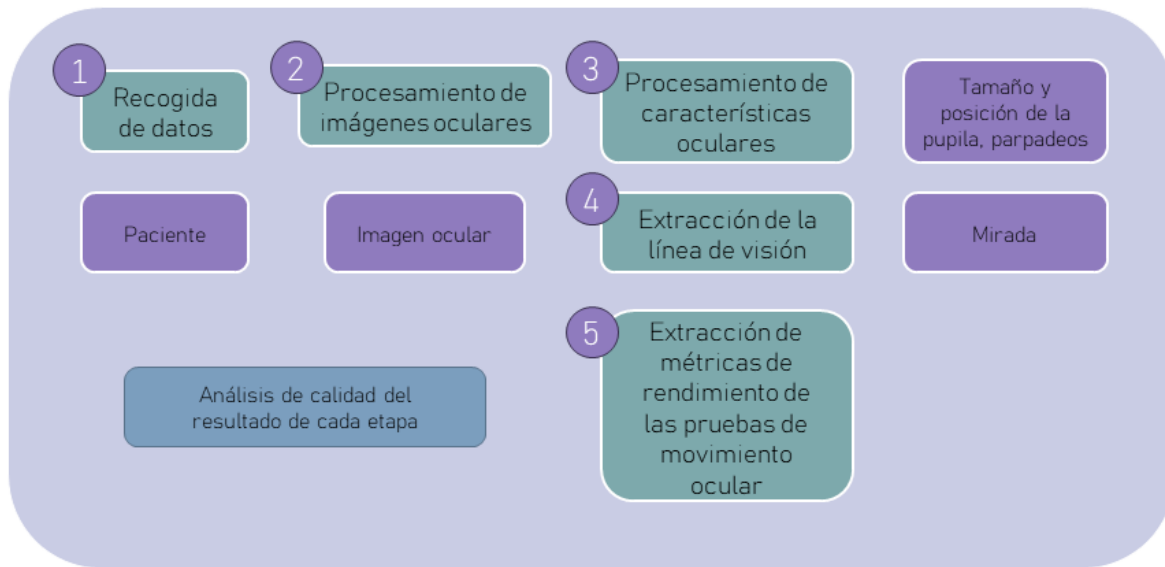 1
Recogida
de datos
2
Procesamiento de
imágenes oculares
3
Procesamiento de
características
oculares
Tamaño y
posición de la
pupila, parpadeos
Paciente
Imagen ocular
4
Extracción de la
línea de visión
Mirada
5
Extracción de
métricas de
rendimiento de
las pruebas de
movimiento
ocular
Análisis de calidad del
resultado de cada etapa